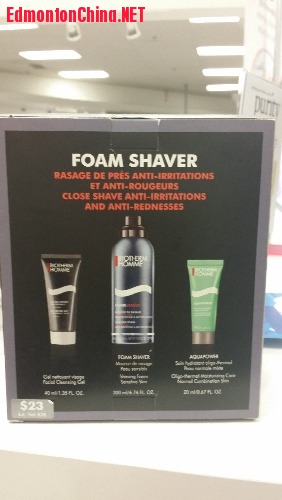 EdmontonChina.NET
purity
FOAM SHAVER
RASAGE DE PRÈS ANTI-IRRITATIONS
ET ANTI-ROUGEURS
CLOSE SHAVE ANTI-IRRITATIONS
AND ANTI-REDNESSES
BIOTHERM
HOMME
BIOTHERM
HOMME
BIOTHERM
HOMME
Gel nettoyant visage
Facial Cleansing Gel
40 ml/1.35 FL. OZ.
FOAM SHAVER
Mousse de rasage
Peau sensible
Shaving Foam
Sensitive Skin
200 ml/6.76 FL. OZ.
AQUAPOWER
Soin hydratant oligo-thermal
Peau normale mixte
Oligo-thermal Moisturizing Care
Normal Combination Skin
20 ml/0.67 FL. OZ.
$23